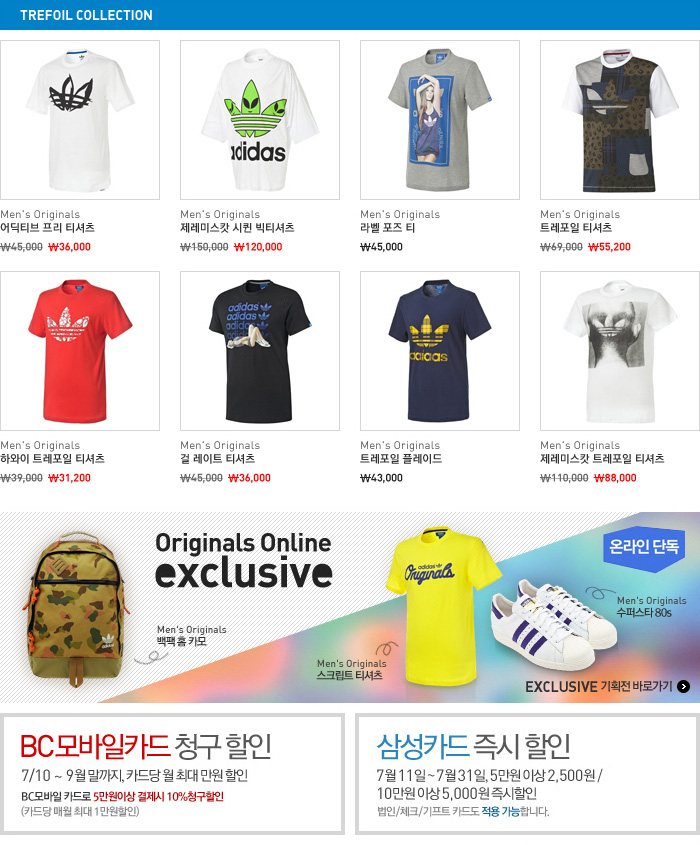 TREFOIL COLLECTION
adidas
Men's Originals
어딕티브 프리 티셔츠
₩45,000 ₩36,000
Men's Originals
제레미스캇 시퀸 빅티셔츠
₩150,000 ₩120,000
Men's Originals
라벨 포즈 티
₩45,000
Men's Originals
트레포일 티셔츠
₩69,000 ₩55,200
adidas
adidas
adidas
adidas
adidas
Men's Originals
하와이 트레포일 티셔츠
₩39,000 ₩31,200
Men's Originals
걸 레이트 티셔츠
₩45,000 ₩36,000
Men's Originals
트레포일 플레이드
₩43,000
Men's Originals
제레미스캇 트레포일 티셔츠
₩110,000 ₩88,000
Originals Online
exclusive
온라인 단독
adidas
Originals
Men's Originals
백팩 홈 카모
Men's Originals
스크립트 티셔츠
Men's Originals
수퍼스타 80s
EXCLUSIVE 기획전 바로가기
BC모바일카드 청구 할인
7/10 ~ 9월 말까지, 카드당 월 최대 만원 할인
BC모바일 카드로 5만원이상 결제시 10%청구할인
(카드당 매월 최대 1만원할인)
삼성카드 즉시 할인
7월 11일 ~ 7월 31일, 5만원 이상 2,500원 /
10만원 이상 5,000원 즉시할인
법인/체크/기프트 카드도 적용 가능합니다.